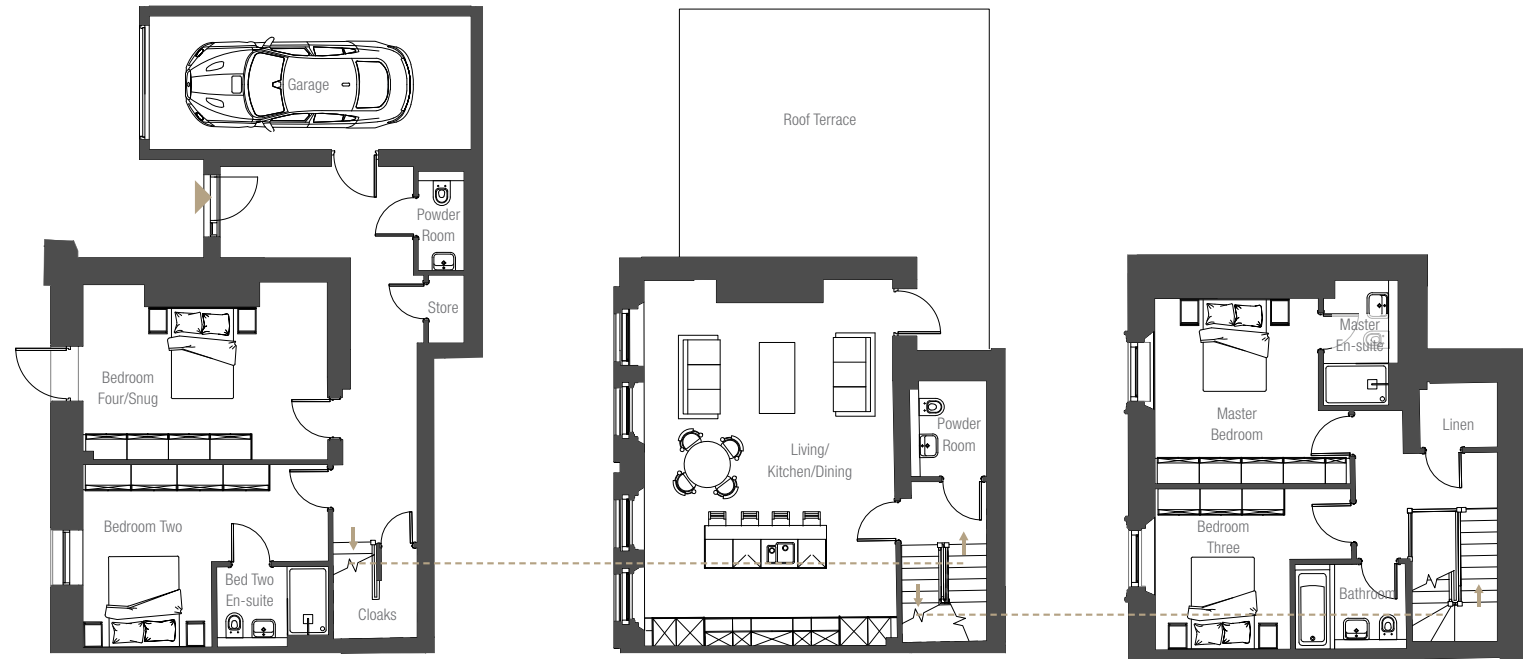 Garage
Powder
Room
Store
Bedroom
Four/Snug
Bedroom Two
Bed Two
En-suite
Cloaks
Roof Terrace
Living/
Kitchen/Dining
Powder
Room
Master
En-suite
Master
Bedroom
Linen
Bedroom
Three
Bathroom